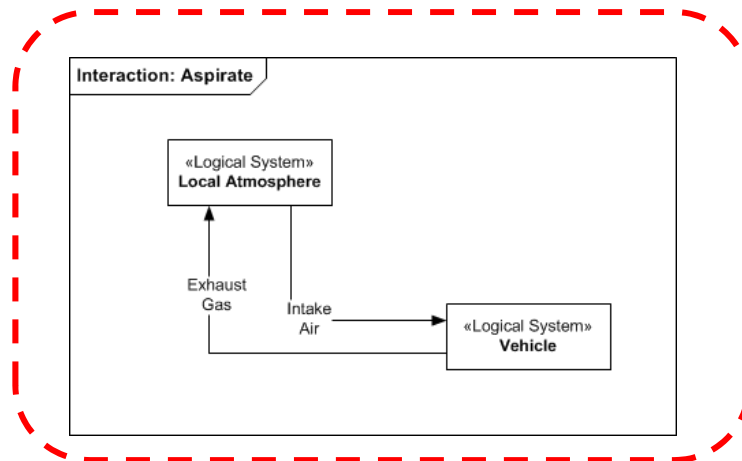 Interaction: Aspirate
«Logical System»
Local Atmosphere
Exhaust
Gas
Intake
Air
«Logical System»
Vehicle